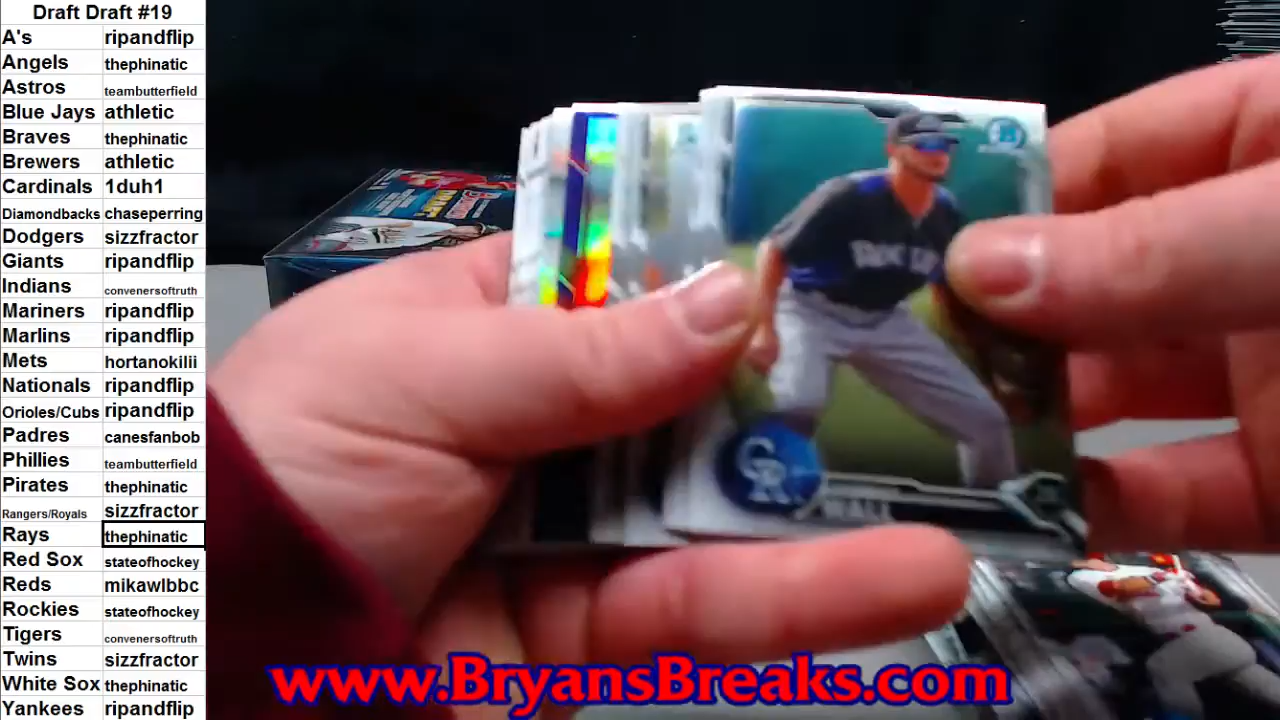 Draft Draft #19
A's ripandflip
Angels thephinatic
Astros teambutterfield
Blue Jays athletic
Braves thephinatic
Brewers athletic
Cardinals 1duh1
Diamondbacks chaseperring
Dodgers sizzfractor
Giants ripandflip
Indians convenersoftruth
Mariners ripandflip
Marlins ripandflip
Mets hortanokilii
Nationals ripandflip
Orioles/Cubs ripandflip
Padres canesfanbob
Phillies teambutterfield
Pirates thephinatic
Rangers/Royals sizzfractor
Rays thephinatic
Red Sox stateofhockey
Reds mikawlbbc
Rockies stateofhockey
Tigers convenersoftruth
Twins sizzfractor
White Sox thephinatic
Yankees ripandflip
CR
WALL
www.BryansBreaks.com